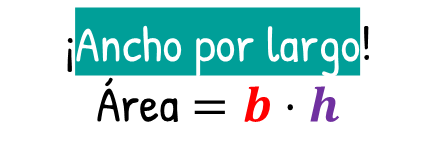 ¡Ancho por largo!
Área = b · h